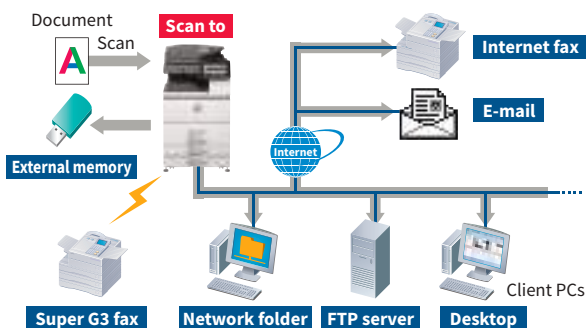 Document
Scan
A
Scan to
Internet fax
E-mail
External memory
Internet
Client PCs
Super G3 fax
Network folder
FTP server
Desktop